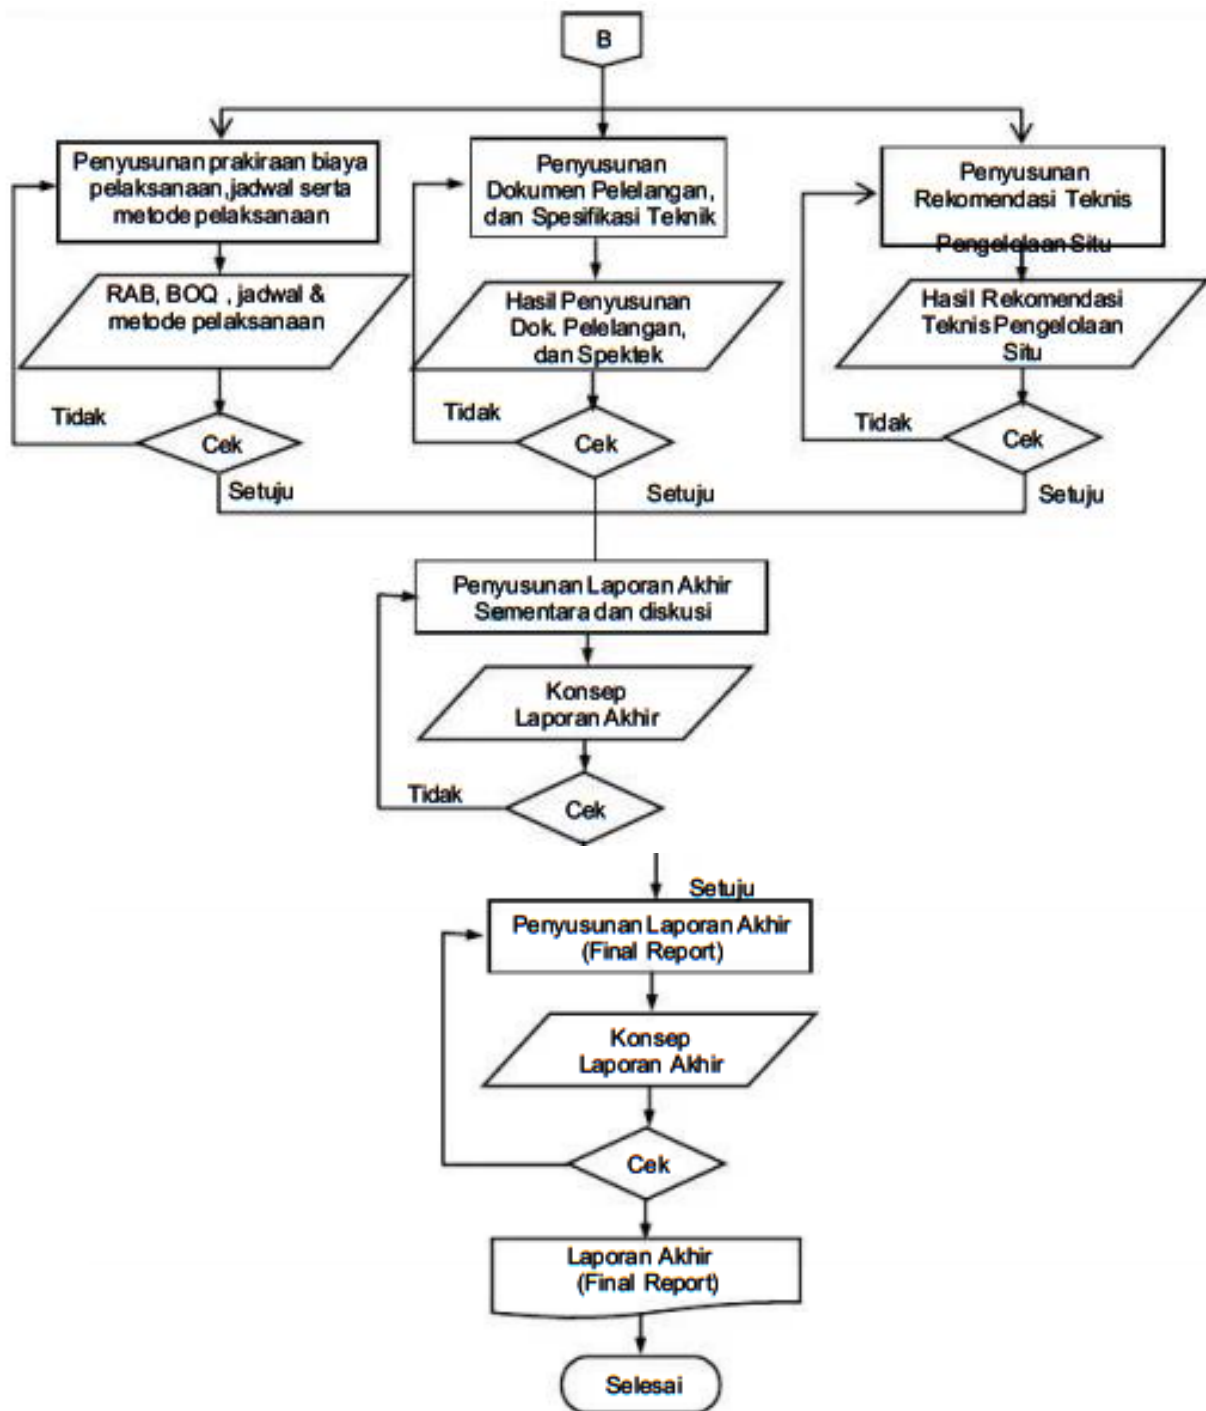 B
Penyusunan prakiraan biaya
pelaksanaan,jadwal serta
metode pelaksanaan
Penyusunan
Dokumen Pelelangan,
dan Spesifikasi Teknik
Penyusunan
Rekomendasi Teknis
Pengelolaan Situ
RAB, BOQ , jadwal &
metode pelaksanaan
Hasil Penyusunan
Dok. Pelelangan,
dan Spektek
Hasil Rekomendasi
Teknis Pengelolaan
Situ
Tidak
Cek
Setuju
Tidak
Cek
Setuju
Tidak
Cek
Setuju
Penyusunan Laporan Akhir
Sementara dan diskusi
Konsep
Laporan Akhir
Tidak
Cek
Setuju
Penyusunan Laporan Akhir
(Final Report)
Konsep
Laporan Akhir
Cek
Laporan Akhir
(Final Report)
Selesai